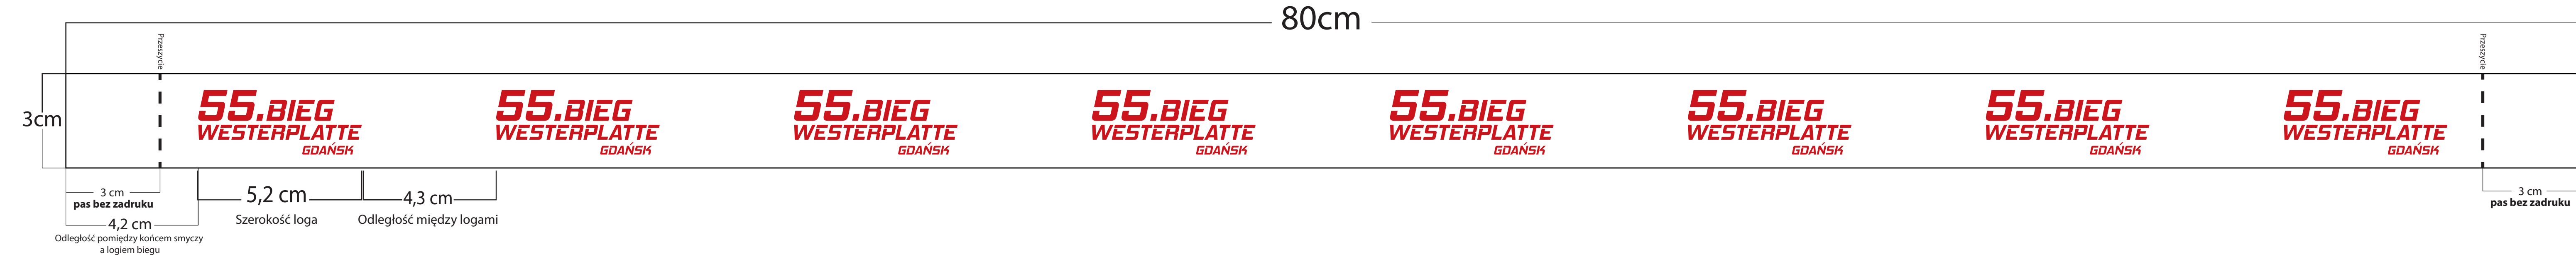 80cm
Przeszycie
Przeszycie
3cm
55.BIEG
WESTERPLATTE
GDAŃSK
55.BIEG
WESTERPLATTE
GDAŃSK
55.BIEG
WESTERPLATTE
GDAŃSK
55.BIEG
WESTERPLATTE
GDAŃSK
55.BIEG
WESTERPLATTE
GDAŃSK
55.BIEG
WESTERPLATTE
GDAŃSK
55.BIEG
WESTERPLATTE
GDAŃSK
55.BIEG
WESTERPLATTE
GDAŃSK
3 cm
pas bez zadruku
4,2 cm
Odległość pomiędzy końcem smyczy
a logiem biegu
5,2 cm
Szerokość loga
4,3 cm
Odległość między logami
3 cm
pas bez zadruku